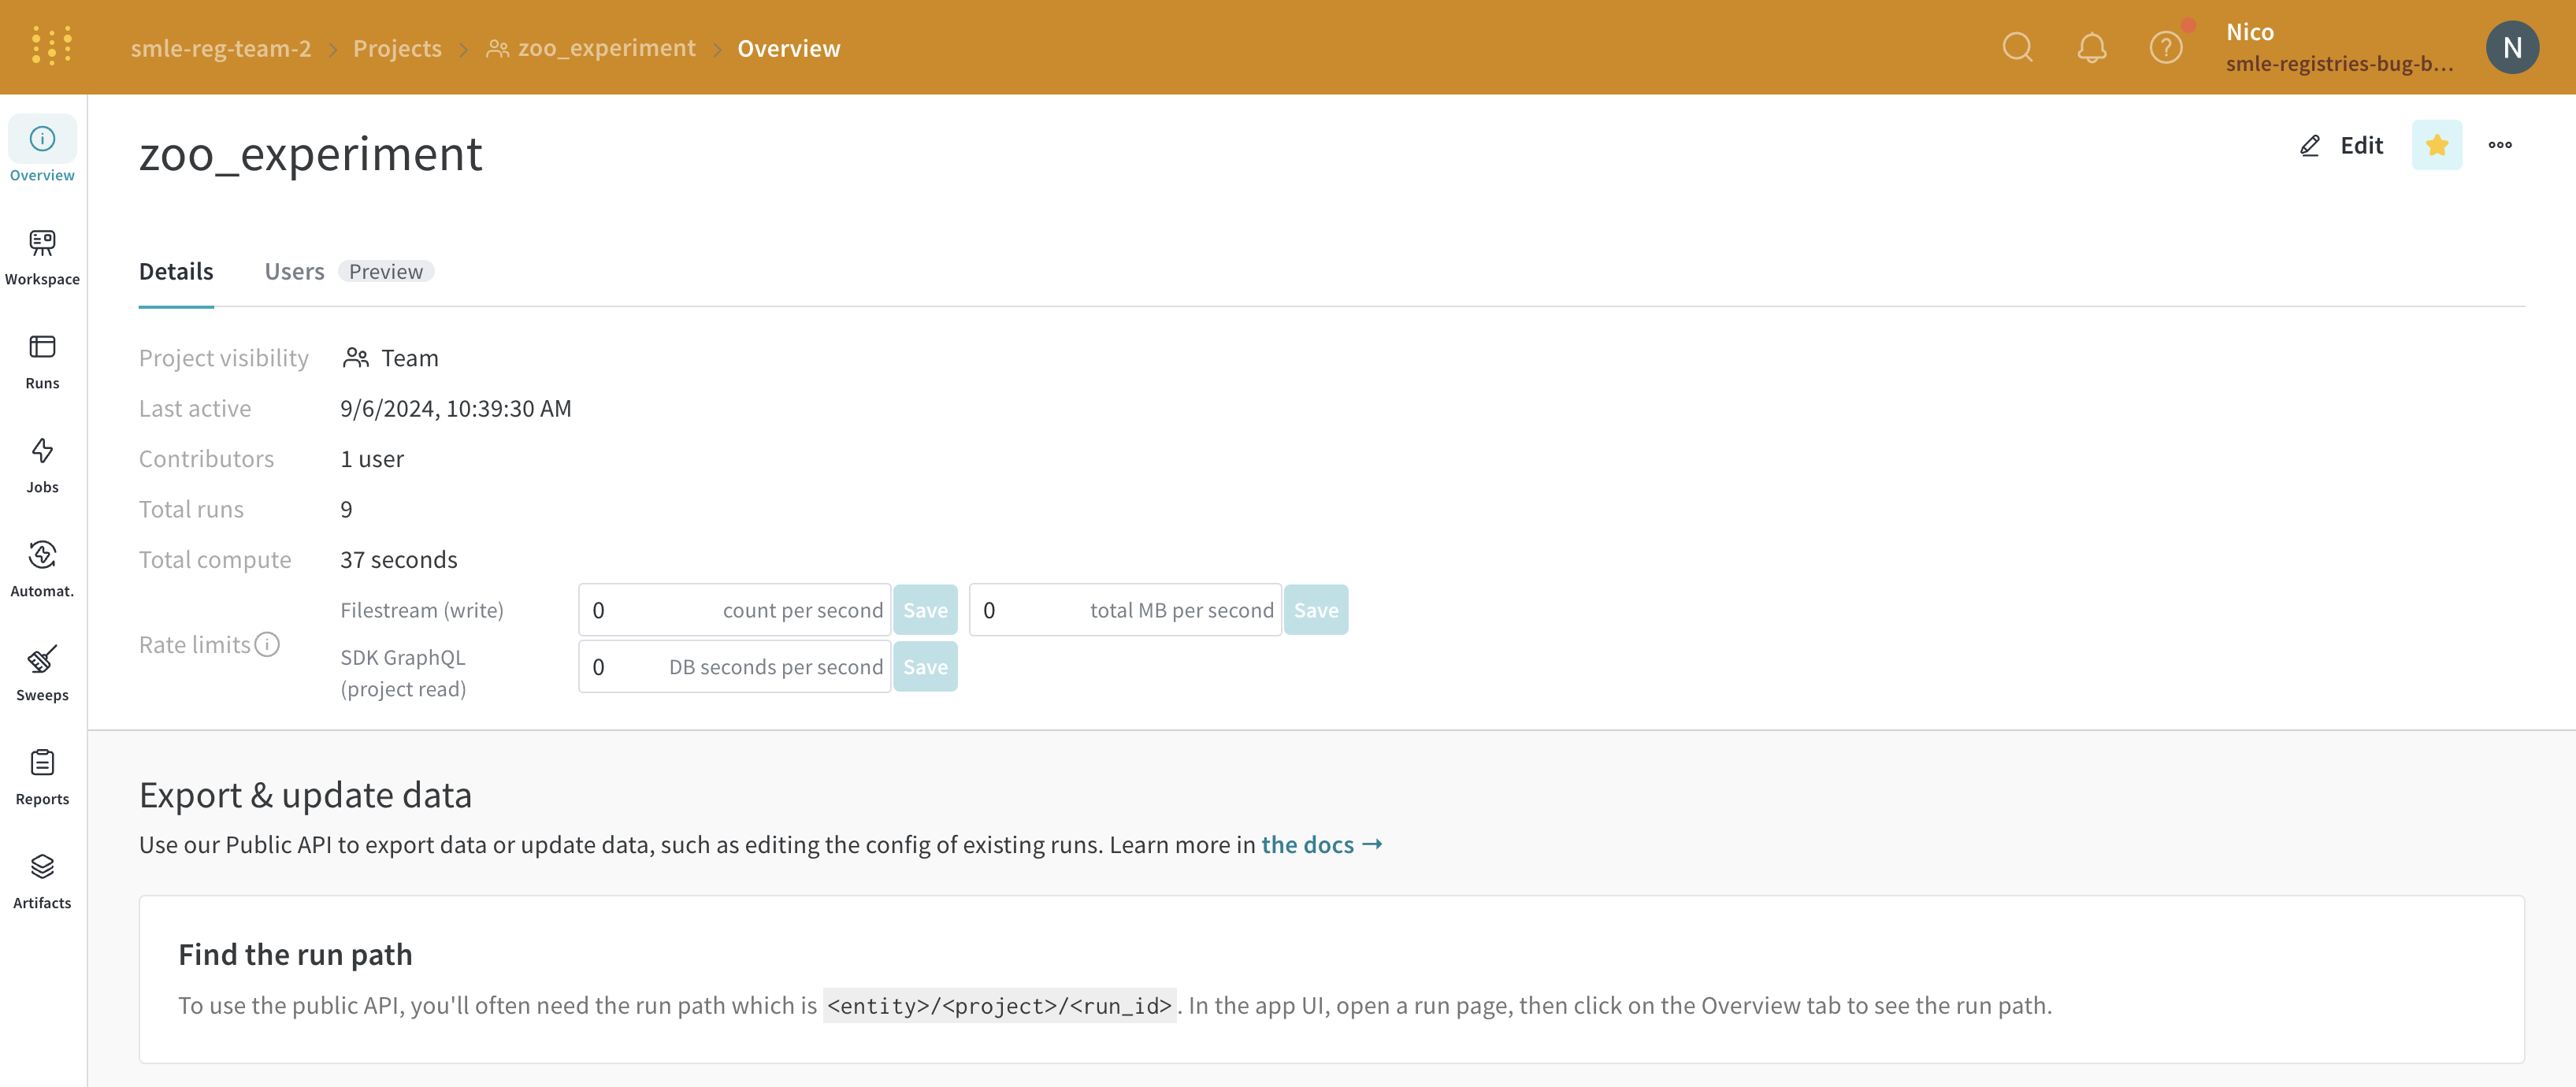 smle-reg-team-2 > Projects > zoo_experiment > Overview
Nico
smle-registries-bug-b...
N
Overview
Workspace
Runs
Jobs
Automat.
Sweeps
Reports
Artifacts
zoo_experiment
Edit
Details Users Preview
Project visibility Team
Last active 9/6/2024, 10:39:30 AM
Contributors 1 user
Total runs 9
Total compute 37 seconds
Rate limits
Filestream (write) 0 count per second Save 0 total MB per second Save
SDK GraphQL
(project read)
0 DB seconds per second Save
Export & update data
Use our Public API to export data or update data, such as editing the config of existing runs. Learn more in the docs →
Find the run path
To use the public API, you'll often need the run path which is <entity>/<project>/<run_id>. In the app UI, open a run page, then click on the Overview tab to see the run path.